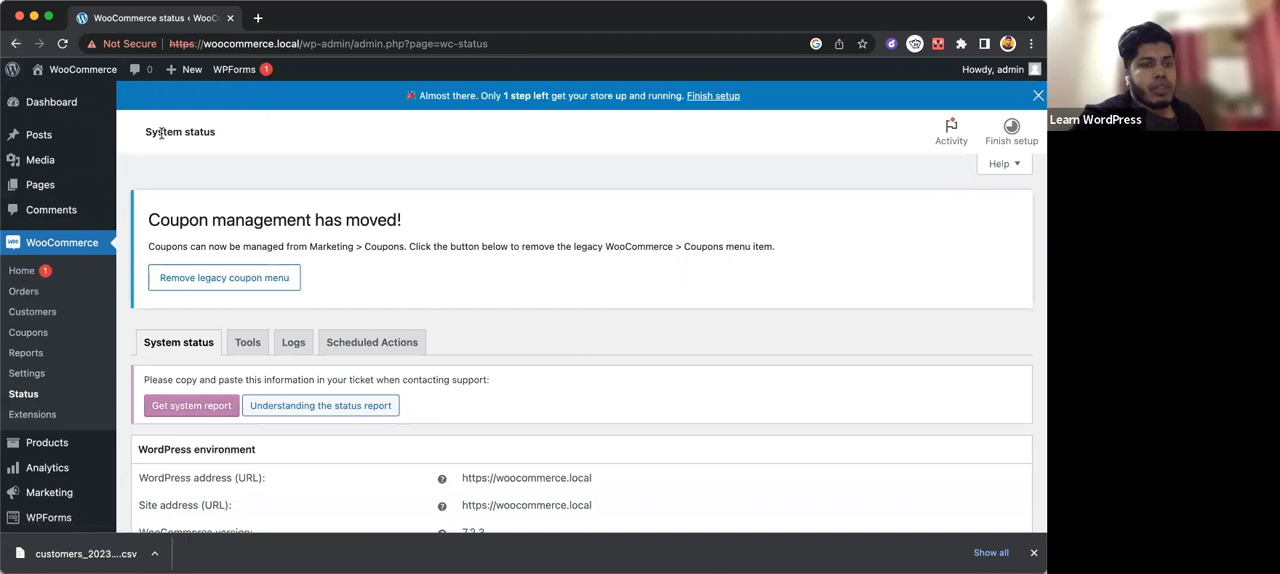 WooCommerce status ‹ WooC
Not Secure
https://woocommerce.local/wp-admin/admin.php?page=wc-status
WooCommerce
0
New
WPForms
1
Howdy, admin
Almost there. Only 1 step left get your store up and running. Finish setup
Dashboard
Posts
Media
Pages
Comments
WooCommerce
Home 1
Orders
Customers
Coupons
Reports
Settings
Status
Extensions
Products
Analytics
Marketing
WPForms
System status
Activity
Finish setup
Help
Coupon management has moved!
Coupons can now be managed from Marketing > Coupons. Click the button below to remove the legacy WooCommerce > Coupons menu item.
Remove legacy coupon menu
System status
Tools
Logs
Scheduled Actions
Please copy and paste this information in your ticket when contacting support:
Get system report
Understanding the status report
WordPress environment
WordPress address (URL):
https://woocommerce.local
Site address (URL):
https://woocommerce.local
WooCommerce version:
7.2.3
customers_2023....csv
Show all
Learn WordPress